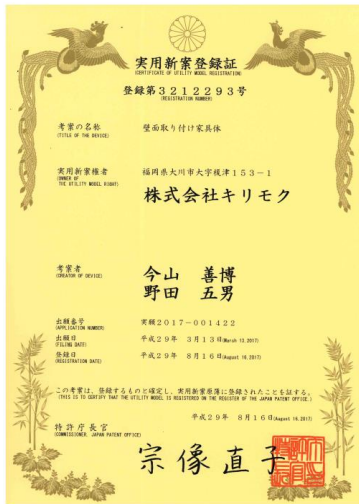 実用新案登録証
(CERTIFICATE OF UTILITY MODEL REGISTRATION)
登録第3212293号
(REGISTRATION NUMBER)
考案の名称
(TITLE OF THE DEVICE)
壁面取り付け家具体
実用新案権者
(OWNER OF THE UTILITY MODEL RIGHT)
福岡県大川市大字榎津153-1
株式会社キリモク
考案者
(CREATOR OF DEVICE)
今山 善博
野田 五男
出願番号
(APPLICATION NUMBER)
実願2017-001422
出願日
(FILING DATE)
平成29年 3月13日(March 13,2017)
登録日
(REGISTRATION DATE)
平成29年 8月16日(August 16,2017)
この考案は、登録するものと確定し、実用新案原簿に登録されたことを証する。
(THIS IS TO CERTIFY THAT THE UTILITY MODEL IS REGISTERED ON THE REGISTER OF THE JAPAN PATENT OFFICE.)
平成29年 8月16日(August 16,2017)
特許庁長官
(COMMISSIONER, JAPAN PATENT OFFICE)
宗像直子